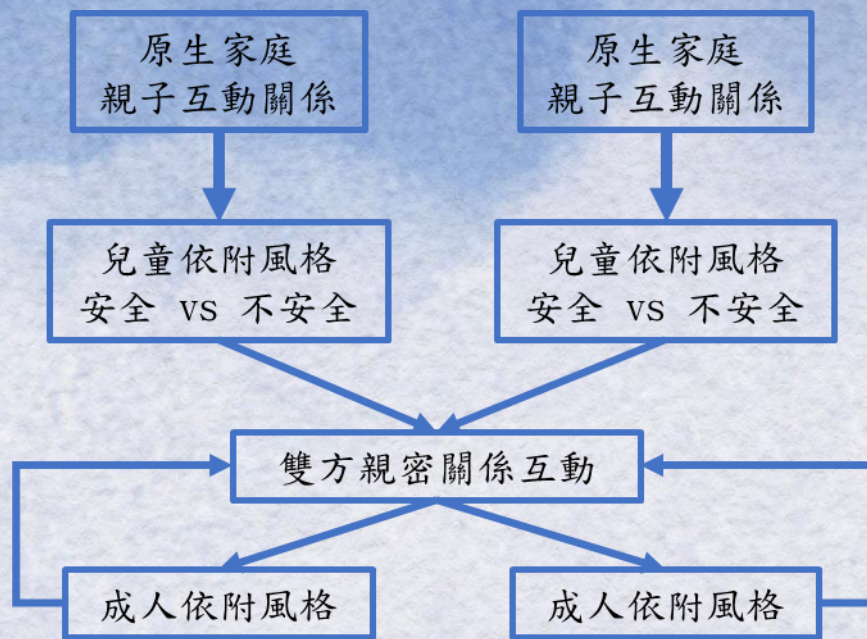 原生家庭
親子互動關係
原生家庭
親子互動關係
兒童依附風格
安全 vs 不安全
兒童依附風格
安全 vs 不安全
雙方親密關係互動
成人依附風格
成人依附風格